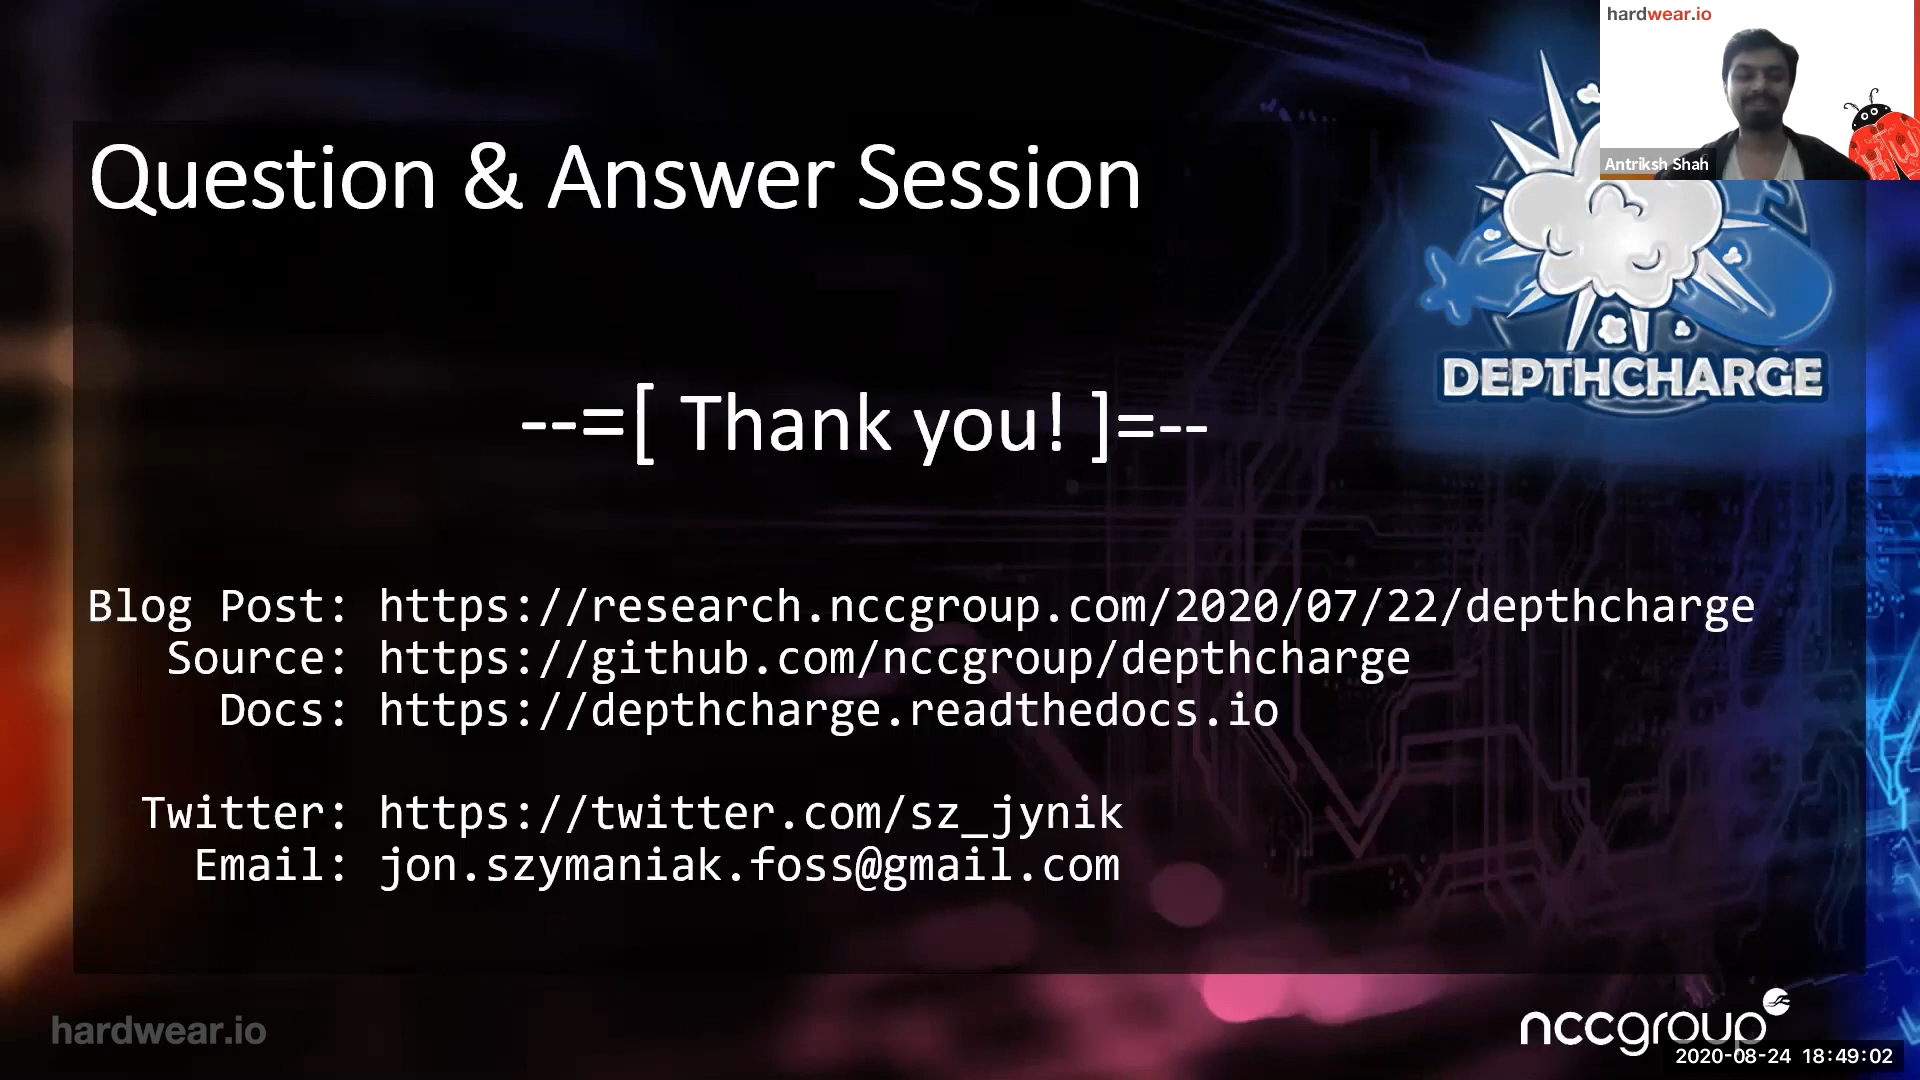 hardwear.io
Antriksh Shah
Question & Answer Session
DEPTHCHARGE
--=[ Thank you! ]=--
Blog Post: https://research.nccgroup.com/2020/07/22/depthcharge
Source: https://github.com/nccgroup/depthcharge
Docs: https://depthcharge.readthedocs.io
Twitter: https://twitter.com/sz_jynik
Email: jon.szymaniak.foss@gmail.com
hardwear.io
nccgroup
2020-08-24 18:49:02